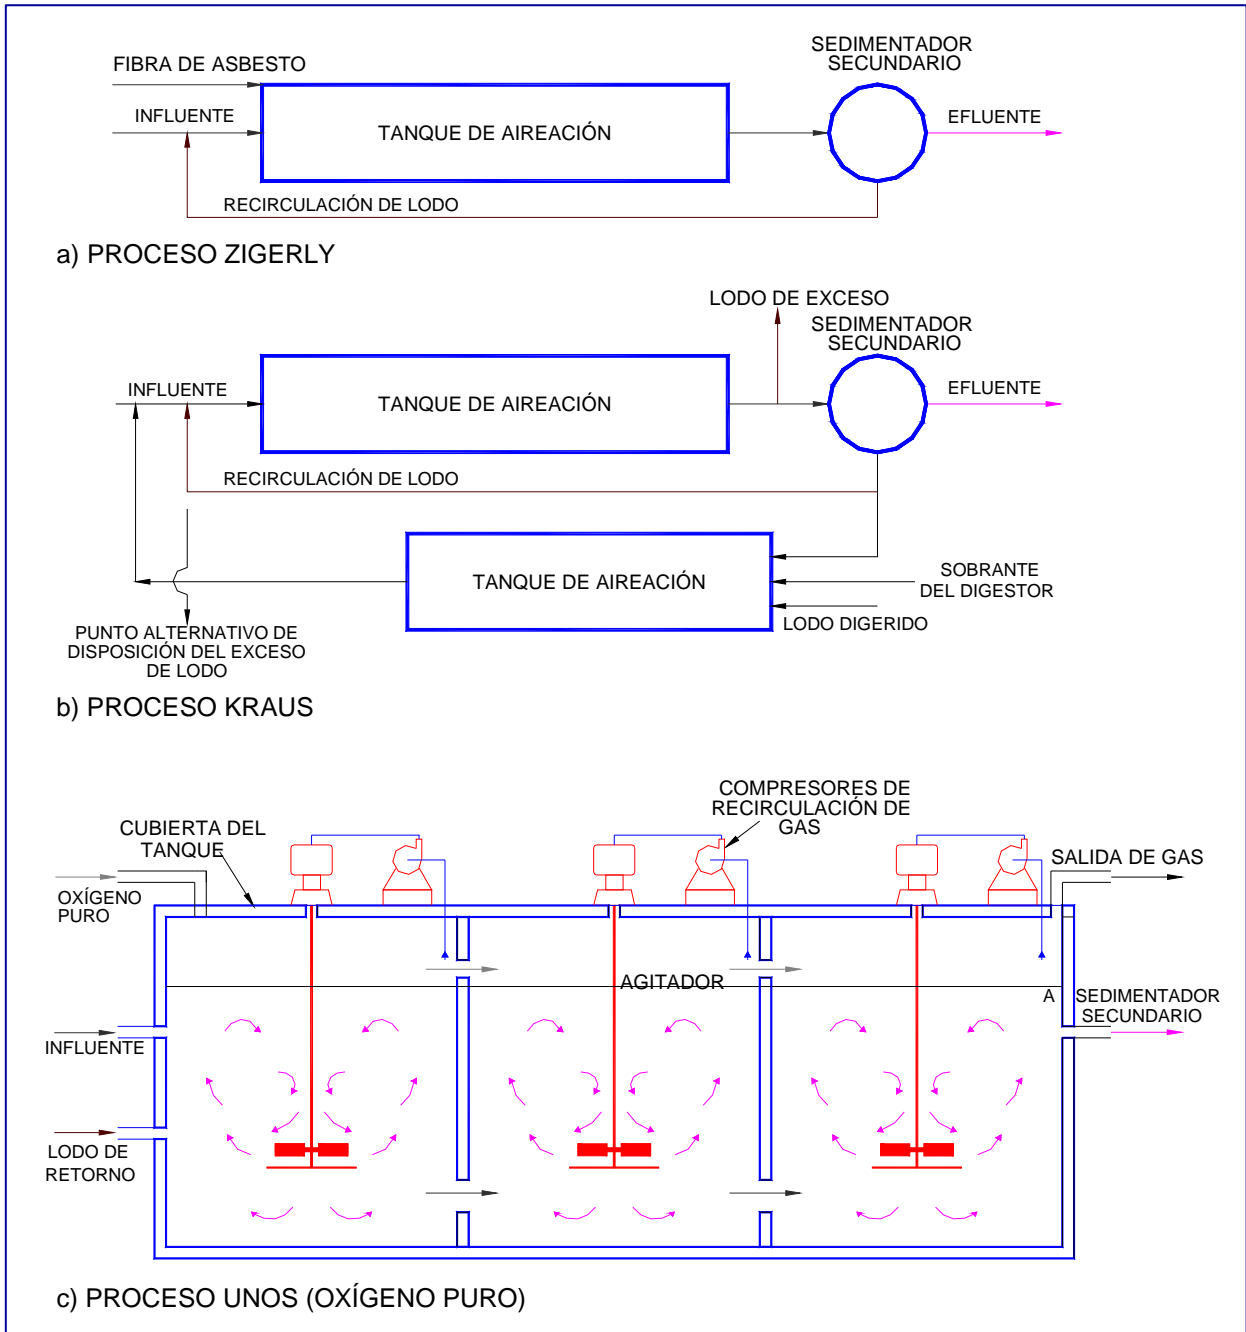 FIBRA DE ASBESTO
SEDIMENTADOR
SECUNDARIO
INFLUENTE
TANQUE DE AIREACIÓN
EFLUENTE
RECIRCULACIÓN DE LODO
a) PROCESO ZIGERLY
LODO DE EXCESO
SEDIMENTADOR
SECUNDARIO
INFLUENTE
TANQUE DE AIREACIÓN
EFLUENTE
RECIRCULACIÓN DE LODO
TANQUE DE AIREACIÓN
SOBRANTE
DEL DIGESTOR
LODO DIGERIDO
PUNTO ALTERNATIVO DE
DISPOSICIÓN DEL EXCESO
DE LODO
b) PROCESO KRAUS
COMPRESORES DE
RECIRCULACIÓN DE
GAS
CUBIERTA DEL
TANQUE
SALIDA DE GAS
OXÍGENO
PURO
AGITADOR
A
SEDIMENTADOR
SECUNDARIO
INFLUENTE
LODO DE
RETORNO
c) PROCESO UNOS (OXÍGENO PURO)